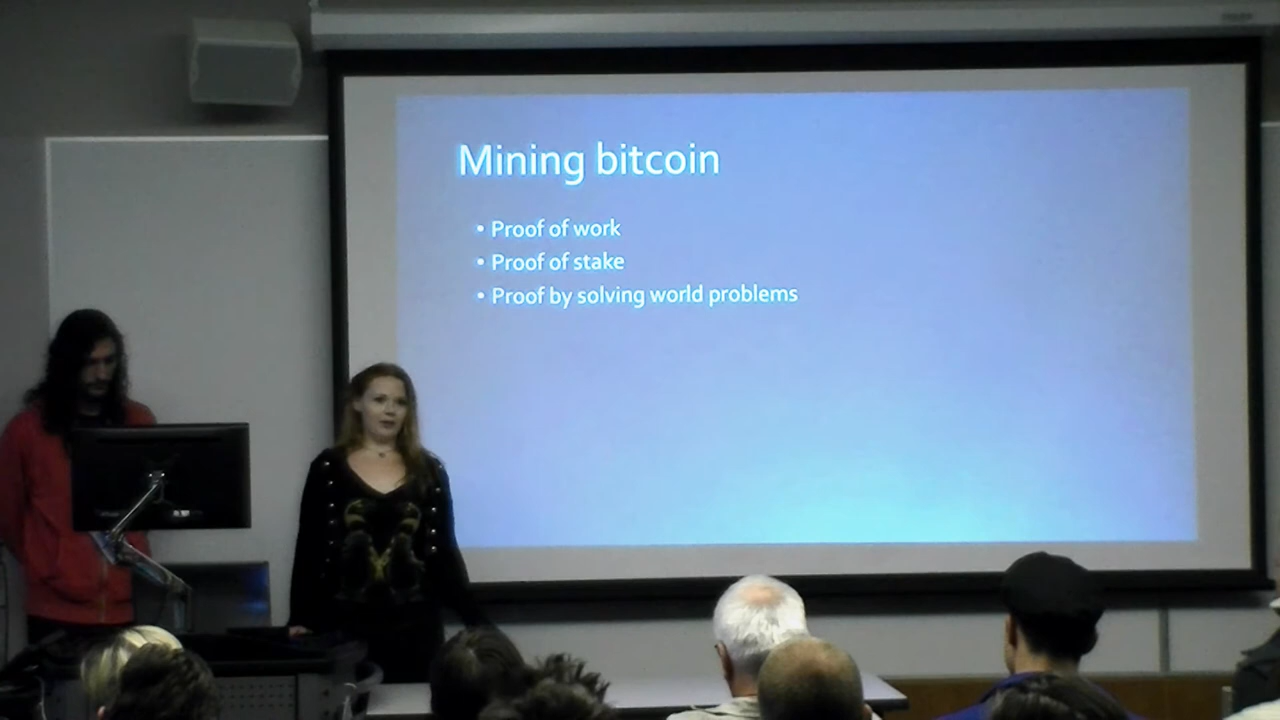 Mining bitcoin
• Proof of work
• Proof of stake
• Proof by solving world problems